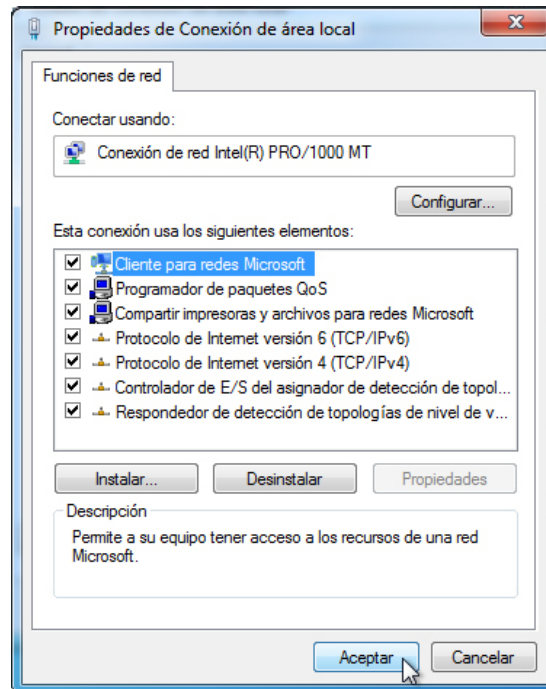 Propiedades de Conexión de área local
Funciones de red
Conectar usando:
Conexión de red Intel(R) PRO/1000 MT
Configurar...
Esta conexión usa los siguientes elementos:
Cliente para redes Microsoft
Programador de paquetes QoS
Compartir impresoras y archivos para redes Microsoft
Protocolo de Internet versión 6 (TCP/IPv6)
Protocolo de Internet versión 4 (TCP/IPv4)
Controlador de E/S del asignador de detección de topol...
Respondedor de detección de topologías de nivel de v...
Instalar... Desinstalar Propiedades
Descripción
Permite a su equipo tener acceso a los recursos de una red
Microsoft.
Aceptar Cancelar